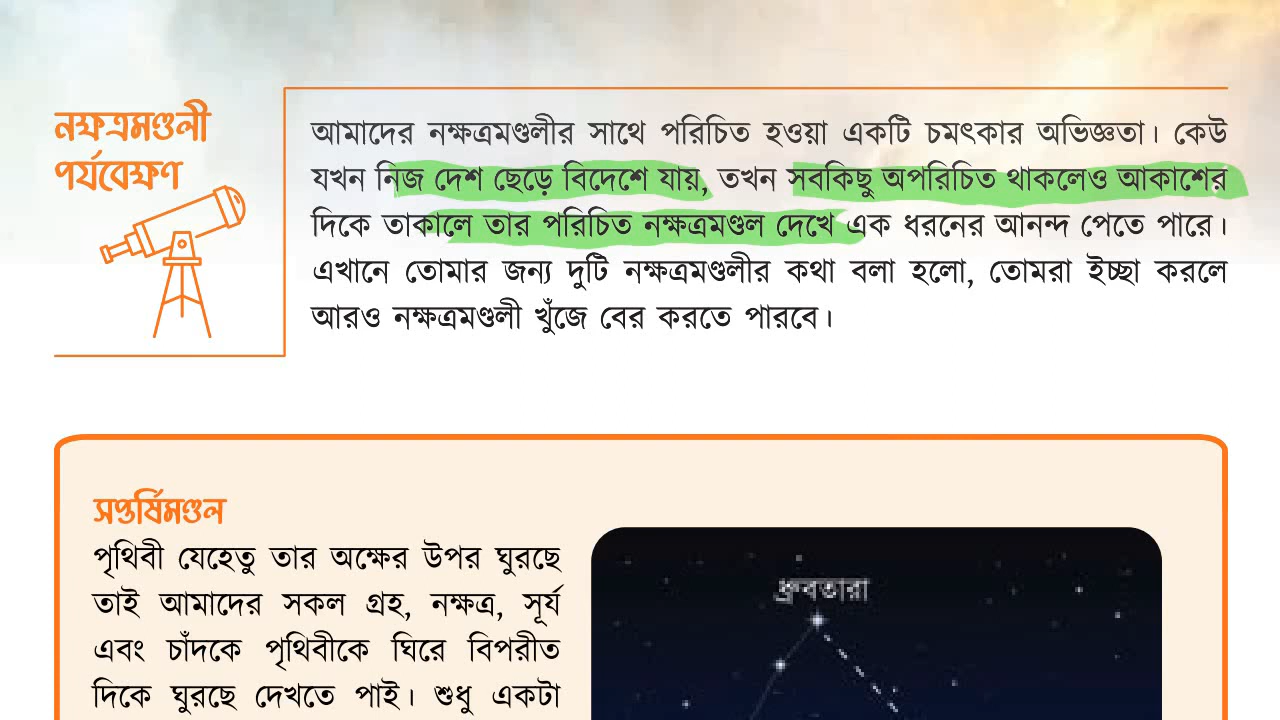 নক্ষত্রমণ্ডলী
পর্যবেক্ষণ
আমাদের নক্ষত্রমণ্ডলীর সাথে পরিচিত হওয়া একটি চমৎকার অভিজ্ঞতা। কেউ
যখন নিজ দেশ ছেড়ে বিদেশে যায়, তখন সবকিছু অপরিচিত থাকলেও আকাশের
দিকে তাকালে তার পরিচিত নক্ষত্রমণ্ডল দেখে এক ধরনের আনন্দ পেতে পারে।
এখানে তোমার জন্য দুটি নক্ষত্রমণ্ডলীর কথা বলা হলো, তোমরা ইচ্ছা করলে
আরও নক্ষত্রমণ্ডলী খুঁজে বের করতে পারবে।
সপ্তর্ষিমণ্ডল
পৃথিবী যেহেতু তার অক্ষের উপর ঘুরছে
তাই আমাদের সকল গ্রহ, নক্ষত্র, সূর্য
এবং চাঁদকে পৃথিবীকে ঘিরে বিপরীত
দিকে ঘুরছে দেখতে পাই। শুধু একটা
ধ্রুবতারা